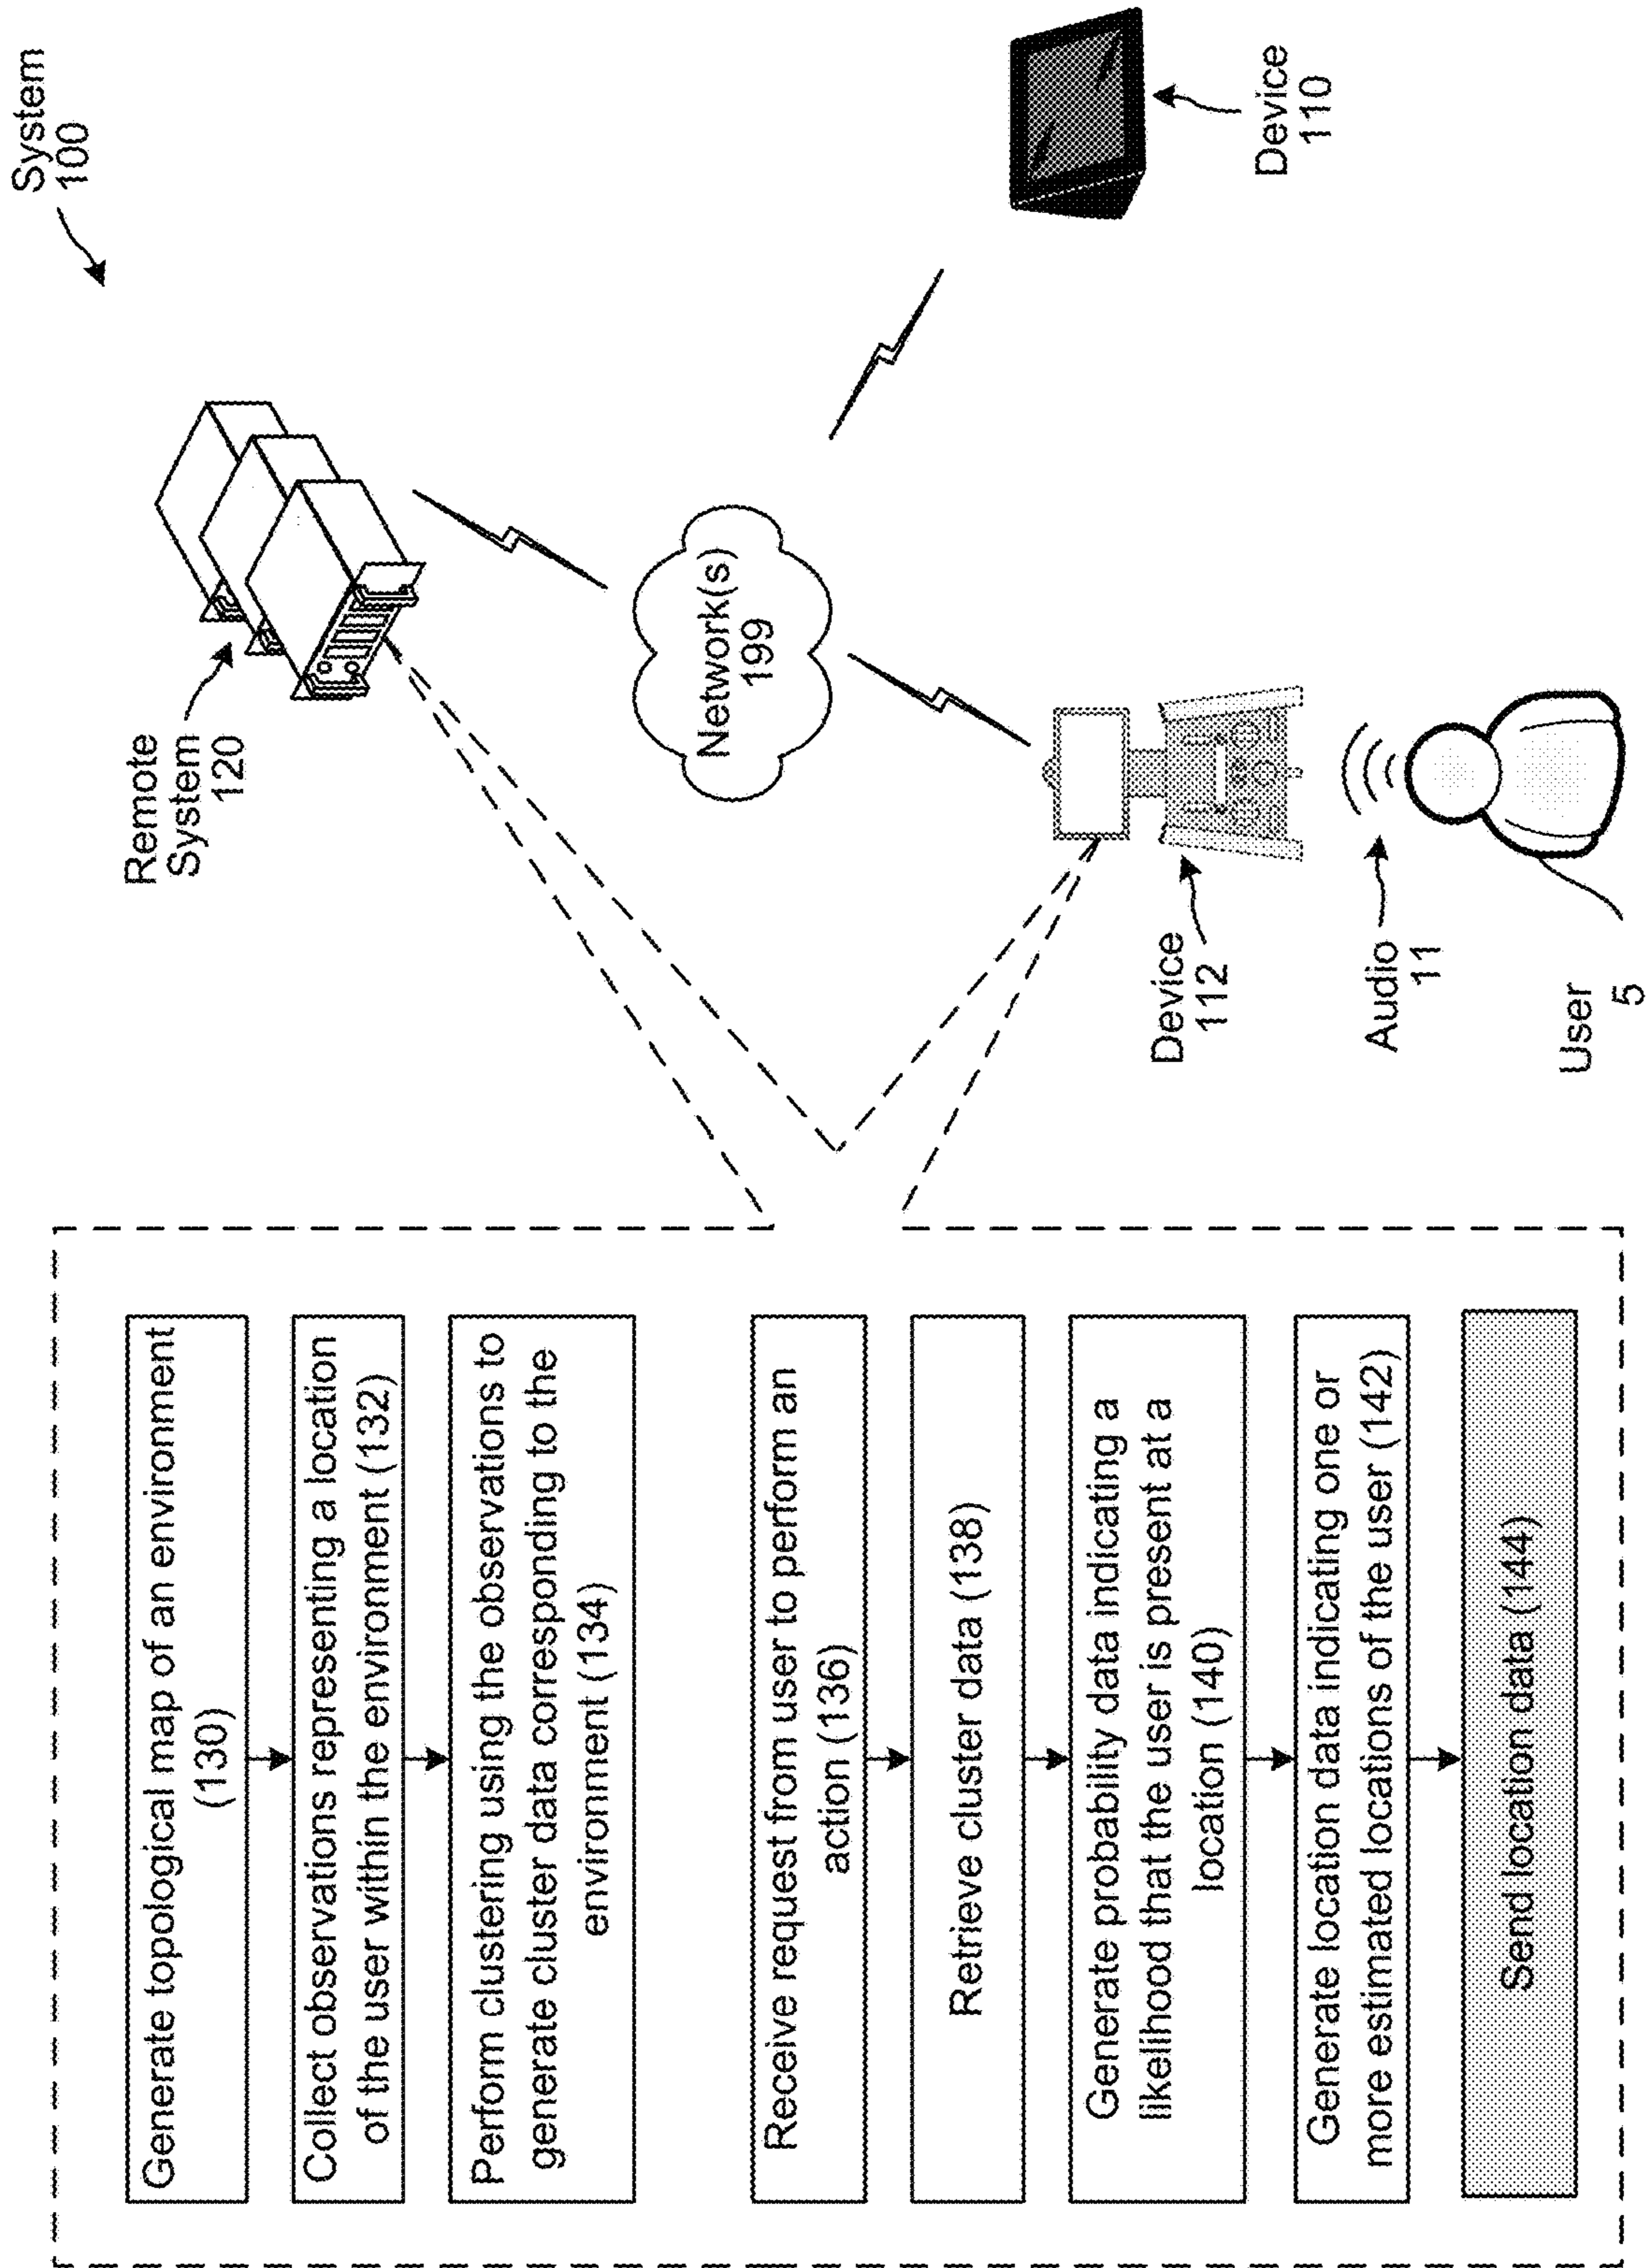 System
100
Remote
System
120
Network(s)
199
Device
110
Device
112
Audio
11
User
5
Generate topological map of an environment
(130)
Collect observations representing a location
of the user within the environment (132)
Perform clustering using the observations to
generate cluster data corresponding to the
environment (134)
Receive request from user to perform an
action (136)
Retrieve cluster data (138)
Generate probability data indicating a
likelihood that the user is present at a
location (140)
Generate location data indicating one or
more estimated locations of the user (142)
Send location data (144)